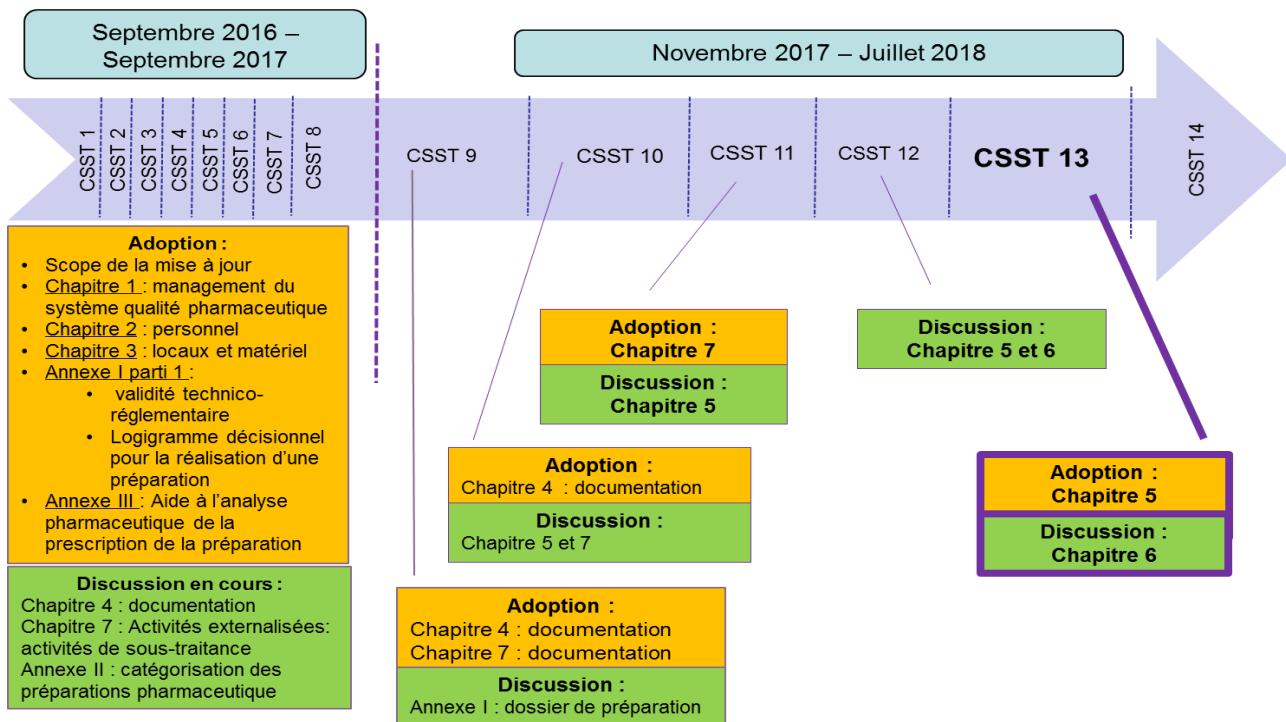 Septembre 2016 –
Septembre 2017
Novembre 2017 – Juillet 2018
CSST 1
CSST 2
CSST 3
CSST 4
CSST 5
CSST 6
CSST 7
CSST 8
CSST 9
CSST 10
CSST 11
CSST 12
CSST 13
CSST 14
Adoption :
• Scope de la mise à jour
• Chapitre 1 : management du
système qualité pharmaceutique
• Chapitre 2 : personnel
• Chapitre 3 : locaux et matériel
• Annexe I parti 1 :
• validité technico-
réglementaire
• Logigramme décisionnel
pour la réalisation d’une
préparation
• Annexe III : Aide à l’analyse
pharmaceutique de la
prescription de la préparation
Discussion en cours :
Chapitre 4 : documentation
Chapitre 7 : Activités externalisées:
activités de sous-traitance
Annexe II : catégorisation des
préparations pharmaceutique
Adoption :
Chapitre 4 : documentation
Chapitre 7 : documentation
Discussion :
Annexe I : dossier de préparation
Adoption :
Chapitre 4 : documentation
Discussion :
Chapitre 5 et 7
Adoption :
Chapitre 7
Discussion :
Chapitre 5
Discussion :
Chapitre 5 et 6
Adoption :
Chapitre 5
Discussion :
Chapitre 6